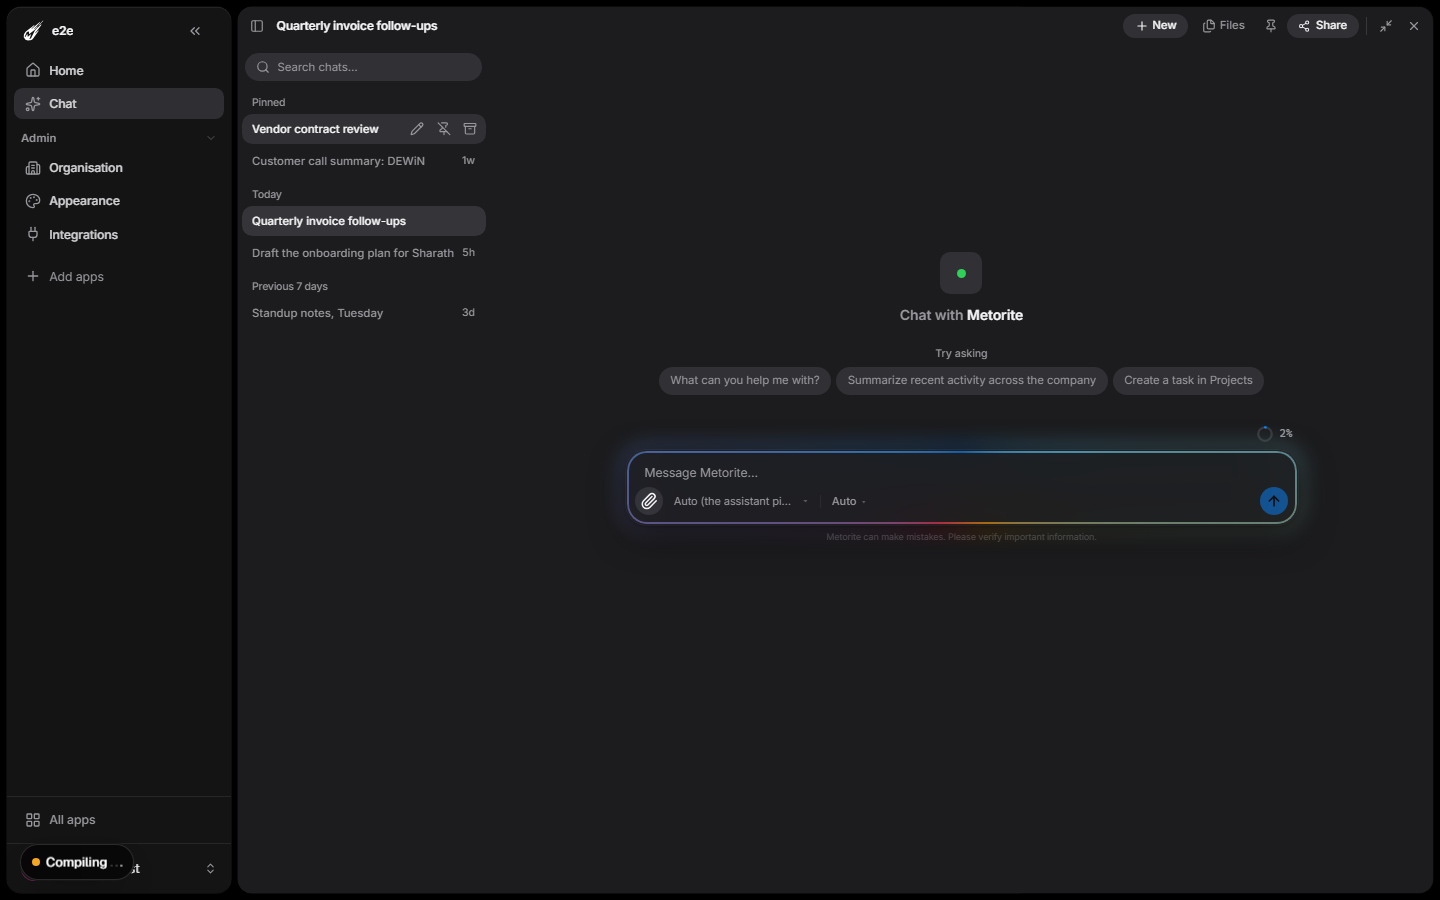 e2e
Home
Chat
Admin
Organisation
Appearance
Integrations
Add apps
All apps
Compiling ...
st
Quarterly invoice follow-ups
New
Files
Share
Search chats...
Pinned
Vendor contract review
Customer call summary: DEWiN 1w
Today
Quarterly invoice follow-ups
Draft the onboarding plan for Sharath 5h
Previous 7 days
Standup notes, Tuesday 3d
Chat with Metorite
Try asking
What can you help me with? Summarize recent activity across the company Create a task in Projects
2%
Message Metorite...
Auto (the assistant pi... Auto
Metorite can make mistakes. Please verify important information.